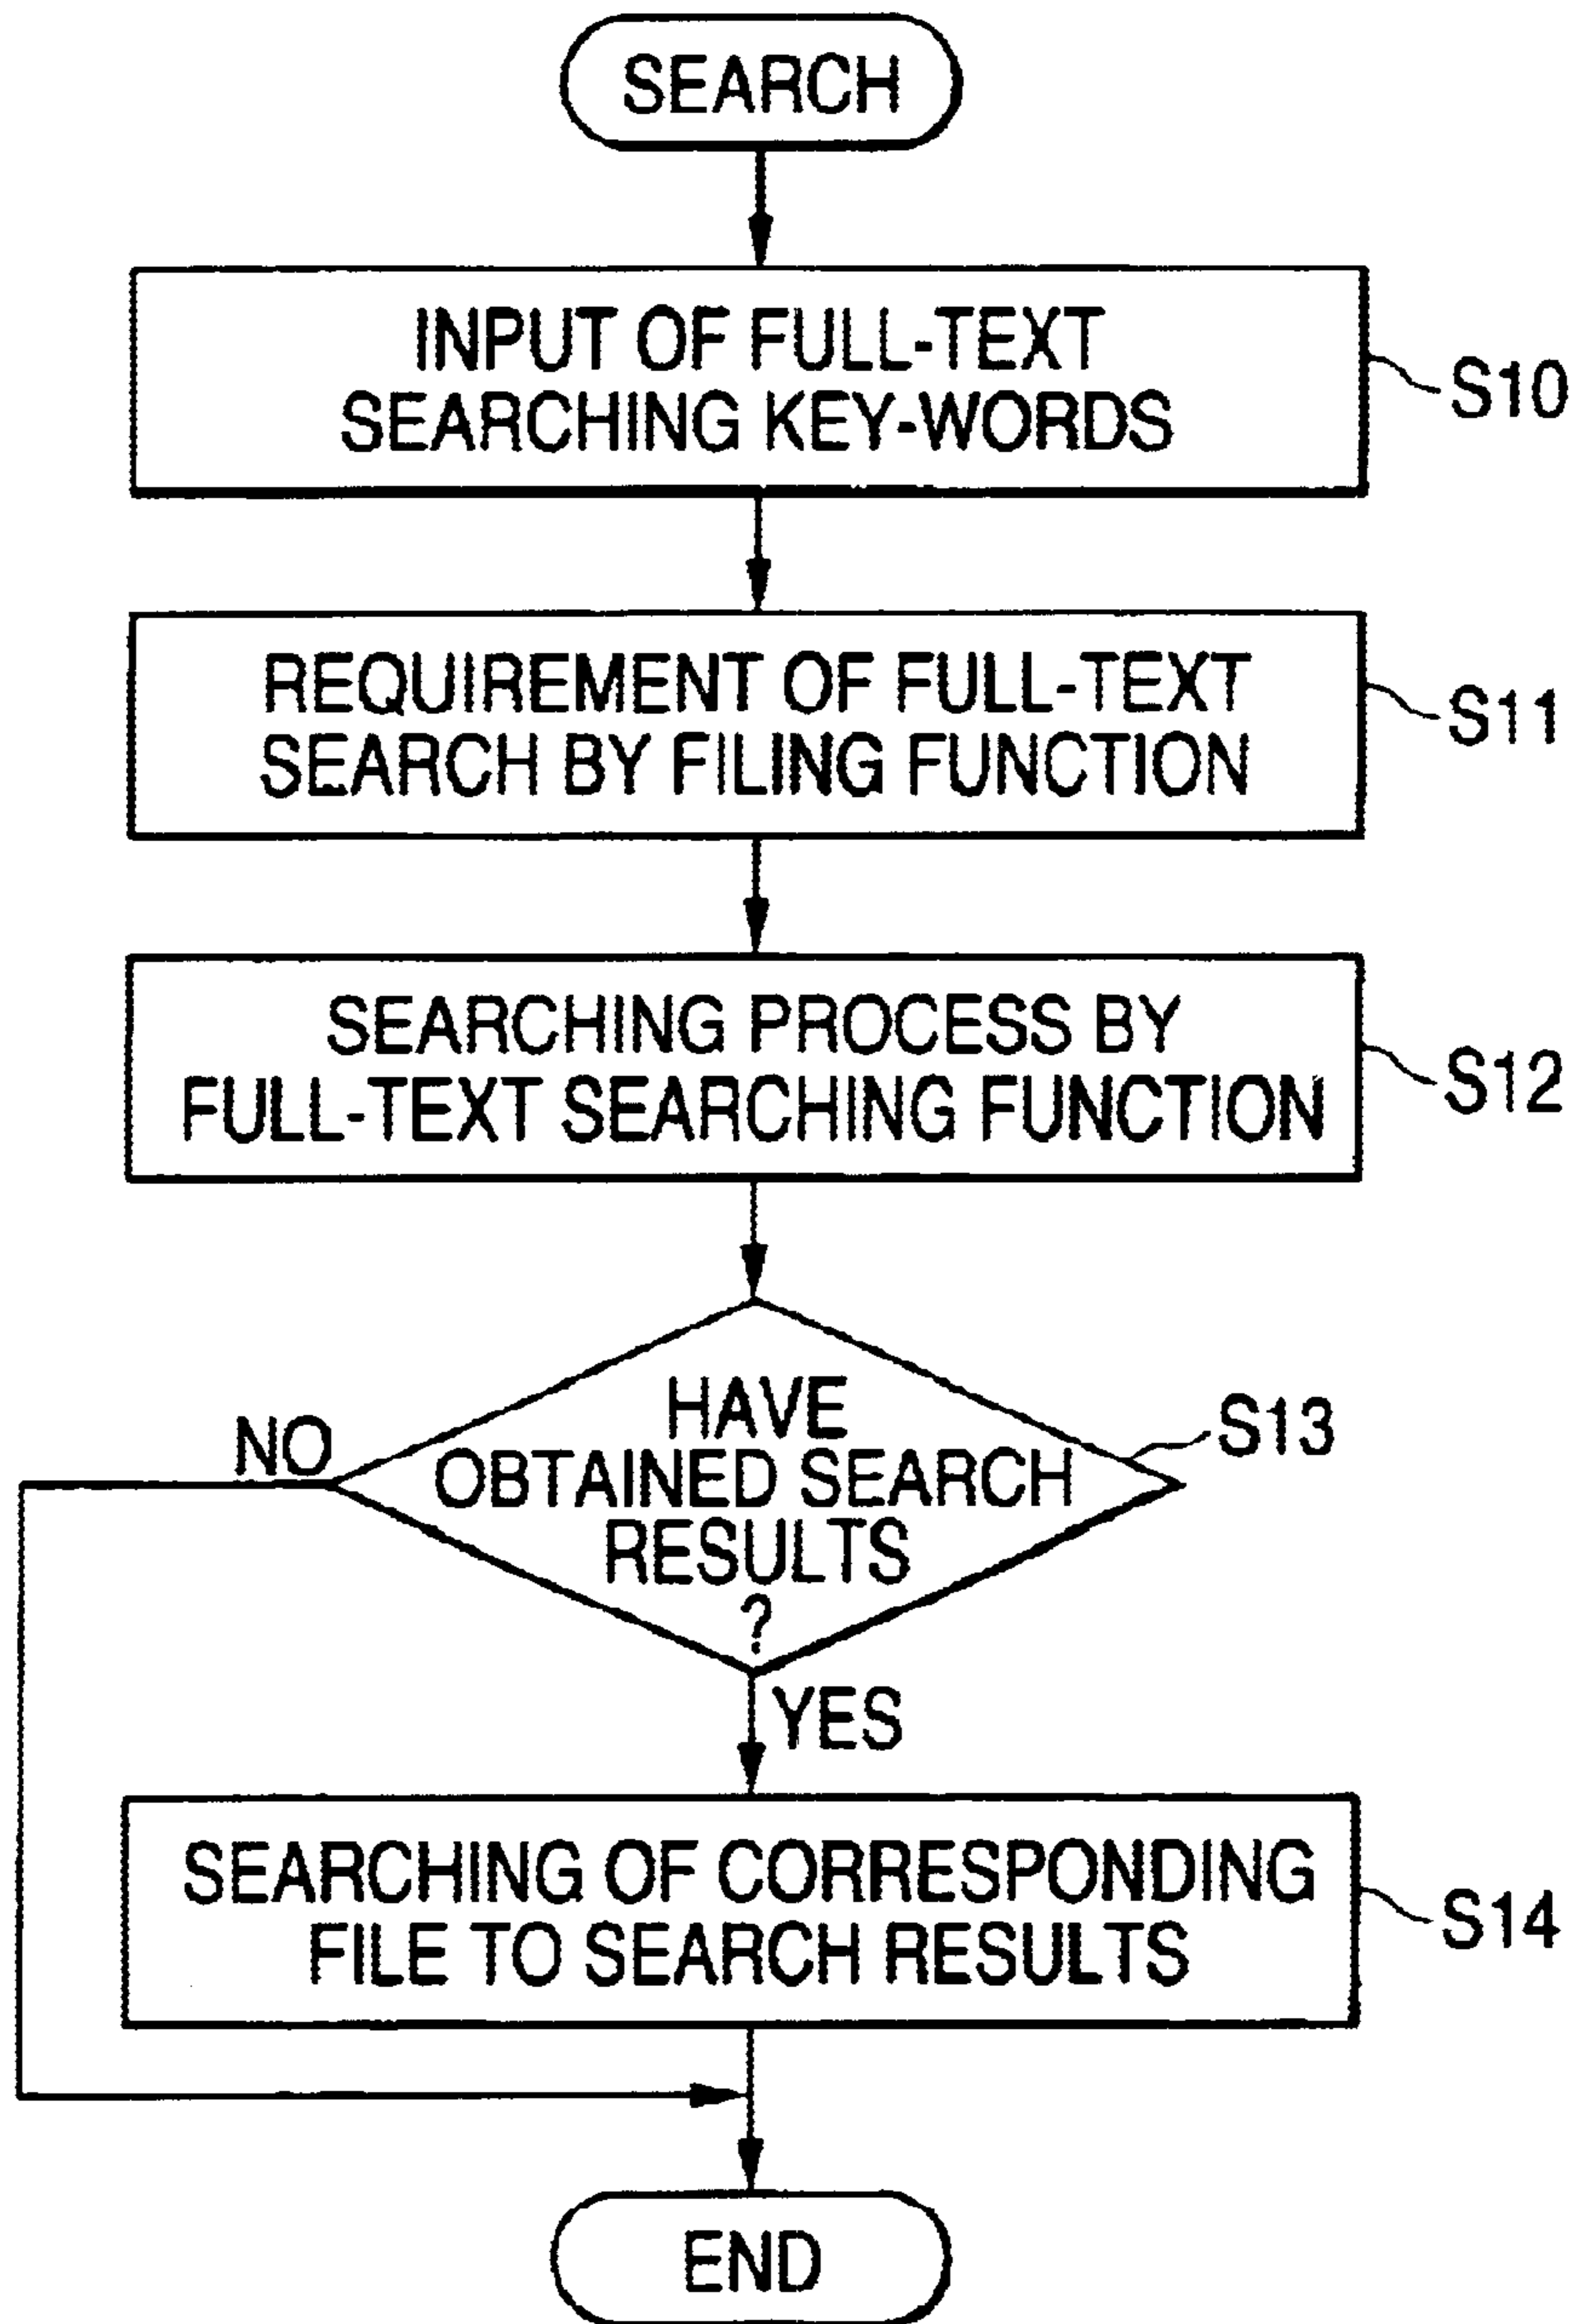 SEARCH
INPUT OF FULL-TEXT
SEARCHING KEY-WORDS
S10
REQUIREMENT OF FULL-TEXT
SEARCH BY FILING FUNCTION
S11
SEARCHING PROCESS BY
FULL-TEXT SEARCHING FUNCTION
S12
HAVE
OBTAINED SEARCH
RESULTS
?
S13
NO
YES
SEARCHING OF CORRESPONDING
FILE TO SEARCH RESULTS
S14
END